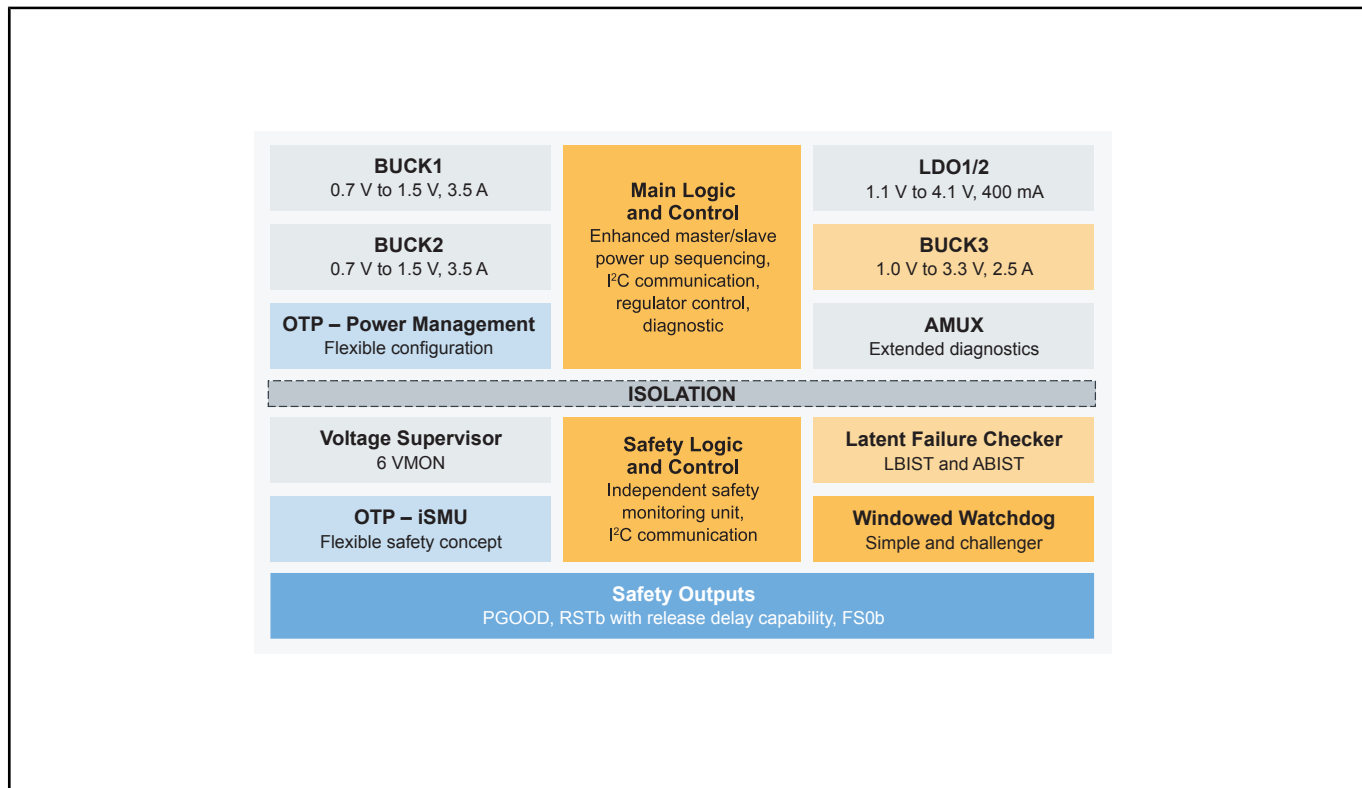 BUCK1
0.7 V to 1.5 V, 3.5 A
BUCK2
0.7 V to 1.5 V, 3.5 A
OTP – Power Management
Flexible configuration
Main Logic
and Control
Enhanced master/slave
power up sequencing,
I²C communication,
regulator control,
diagnostic
LDO1/2
1.1 V to 4.1 V, 400 mA
BUCK3
1.0 V to 3.3 V, 2.5 A
AMUX
Extended diagnostics
ISOLATION
Voltage Supervisor
6 VMON
OTP – iSMU
Flexible safety concept
Safety Logic
and Control
Independent safety
monitoring unit,
I²C communication
Latent Failure Checker
LBIST and ABIST
Windowed Watchdog
Simple and challenger
Safety Outputs
PGOOD, RSTb with release delay capability, FS0b